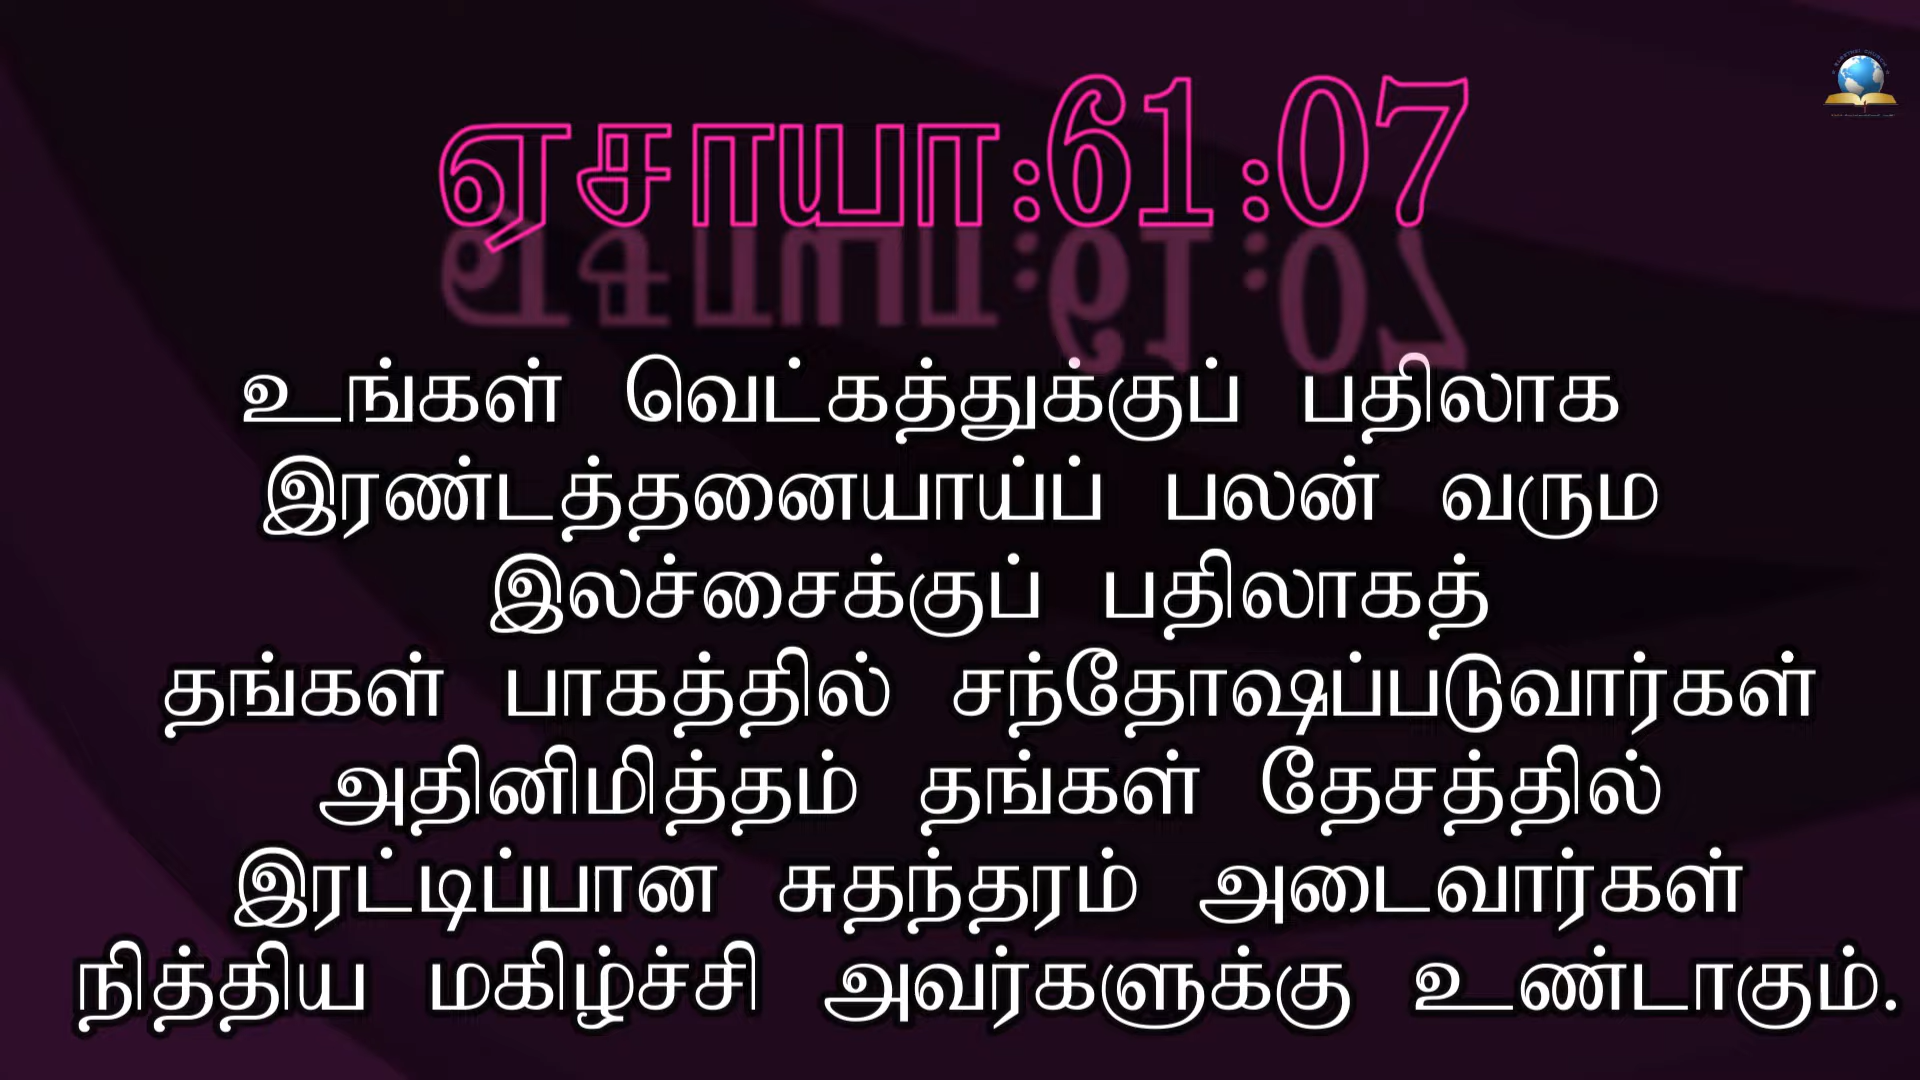 ஏசாயா:61:07
உங்கள் வெட்கத்துக்குப் பதிலாக
இரண்டத்தனையாய்ப் பலன் வரும
இலச்சைக்குப் பதிலாகத்
தங்கள் பாகத்தில் சந்தோஷப்படுவார்கள்
அதினிமித்தம் தங்கள் தேசத்தில்
இரட்டிப்பான சுதந்தரம் அடைவார்கள்
நித்திய மகிழ்ச்சி அவர்களுக்கு உண்டாகும்.